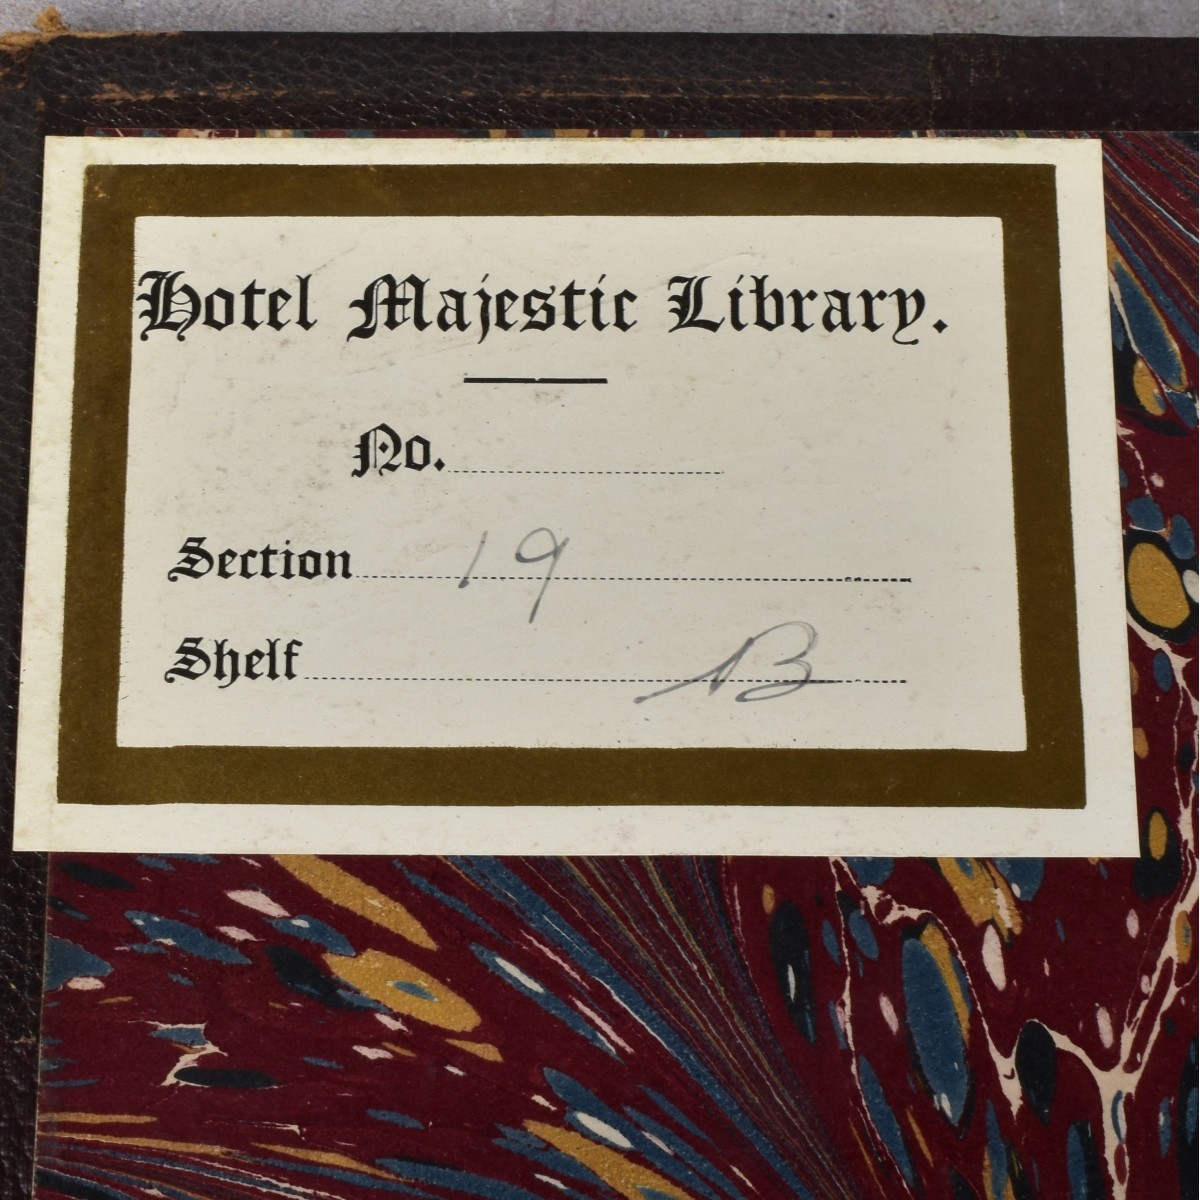 Hotel Majestic Library.
No.
Section 19
Shelf B